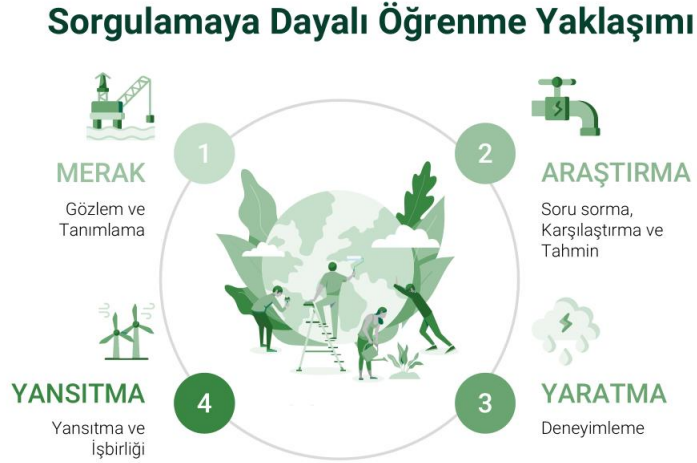 Sorgulamaya Dayalı Öğrenme Yaklaşımı
1
MERAK
Gözlem ve
Tanımlama
2
ARAŞTIRMA
Soru sorma,
Karşılaştırma ve
Tahmin
3
YARATMA
Deneyimleme
4
YANSITMA
Yansıtma ve
İşbirliği